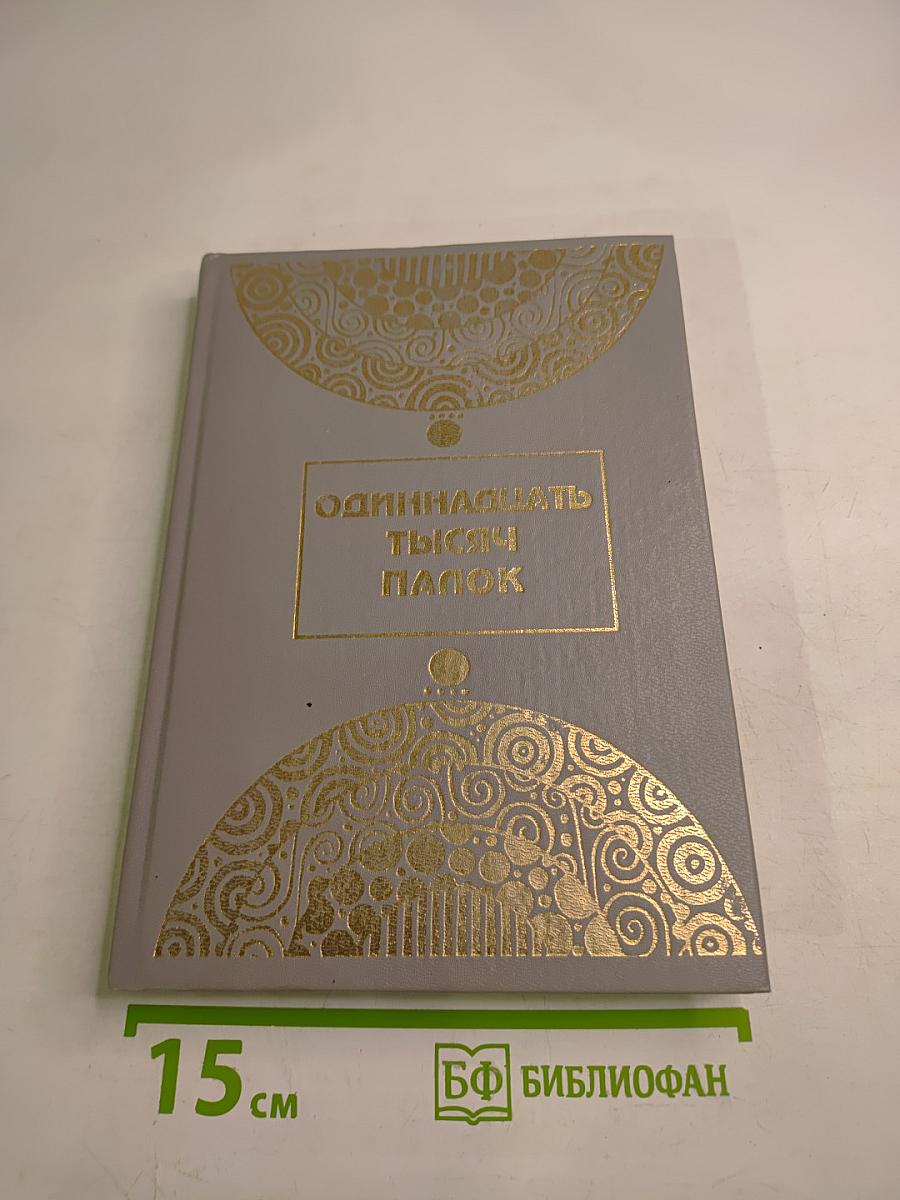 ОДИННАДЦАТЬ
ТЫСЯЧ
ПАЛОК
15 см
БФ БИБЛИОФАН